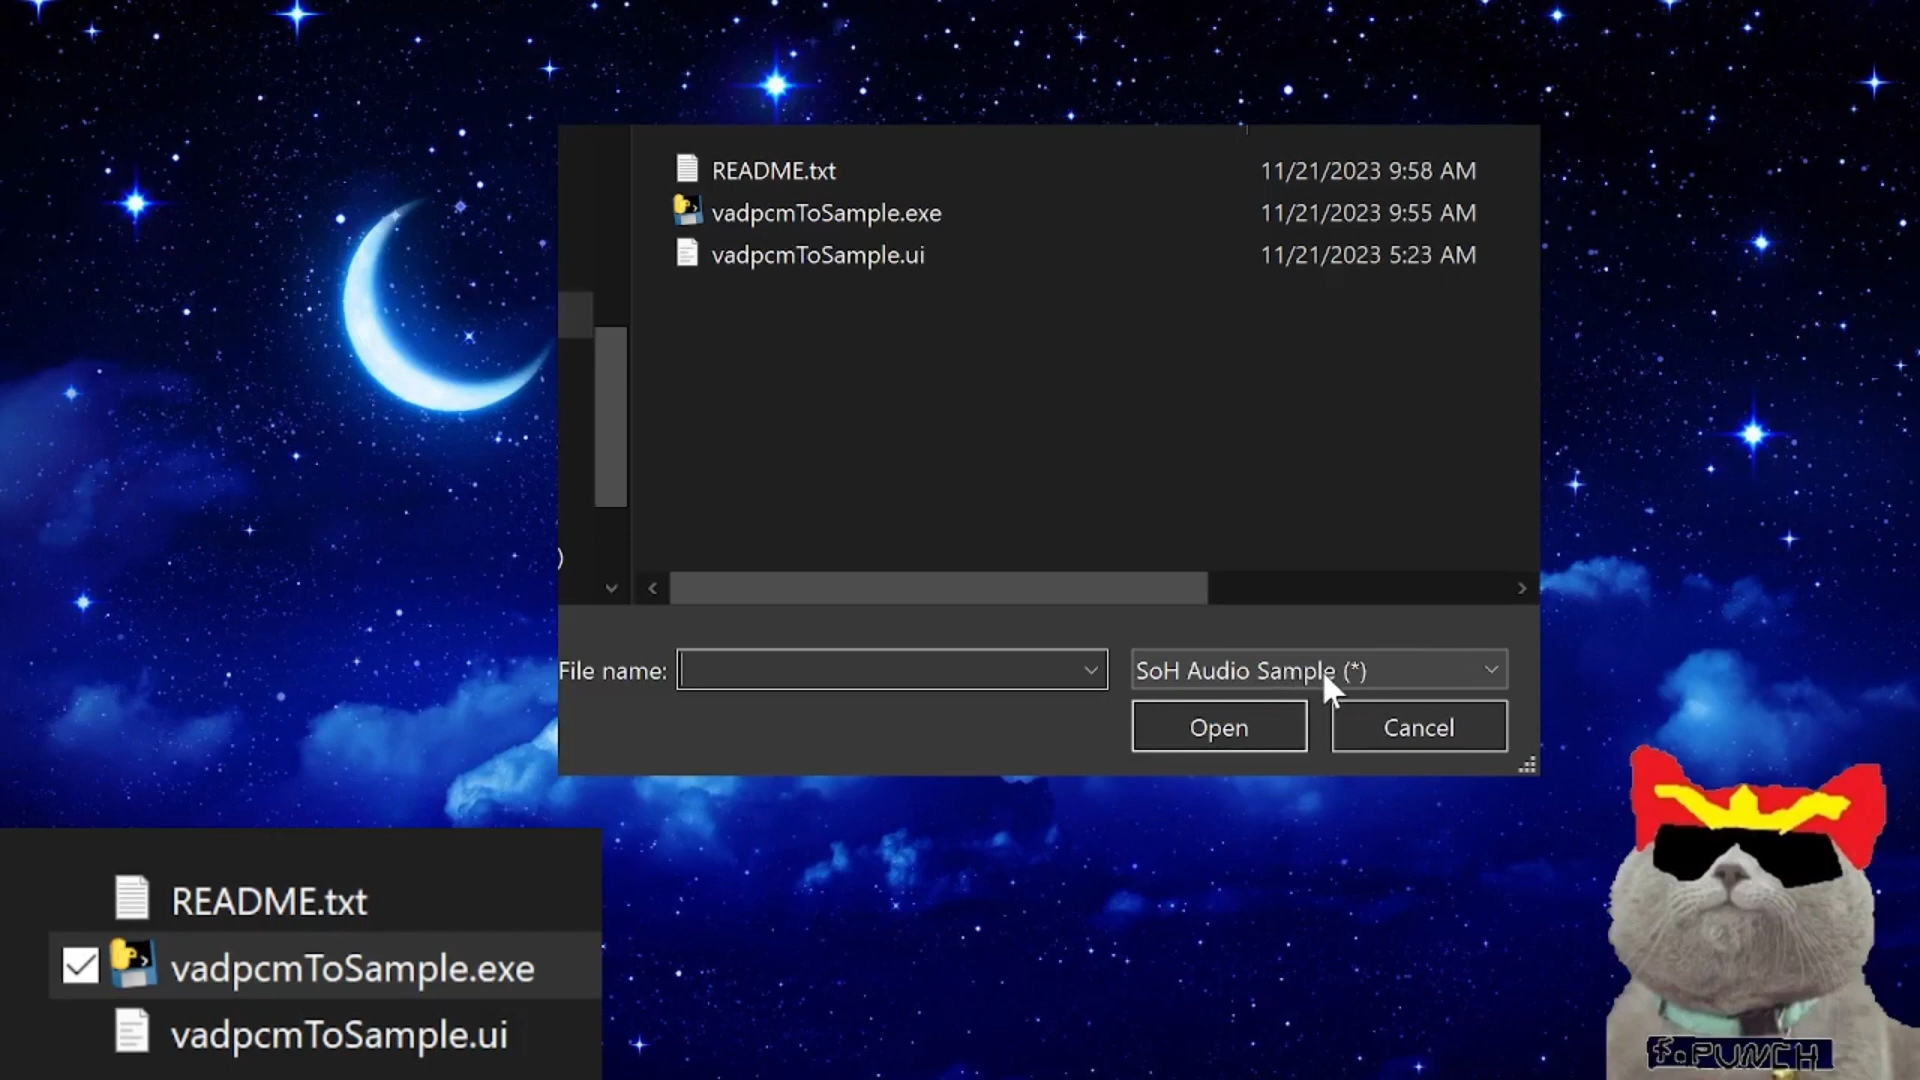 README.txt 11/21/2023 9:58 AM
vadpcmToSample.exe 11/21/2023 9:55 AM
vadpcmToSample.ui 11/21/2023 5:23 AM
)
File name: SoH Audio Sample (*)
Open Cancel
README.txt
vadpcmToSample.exe
vadpcmToSample.ui
f.PUNCH